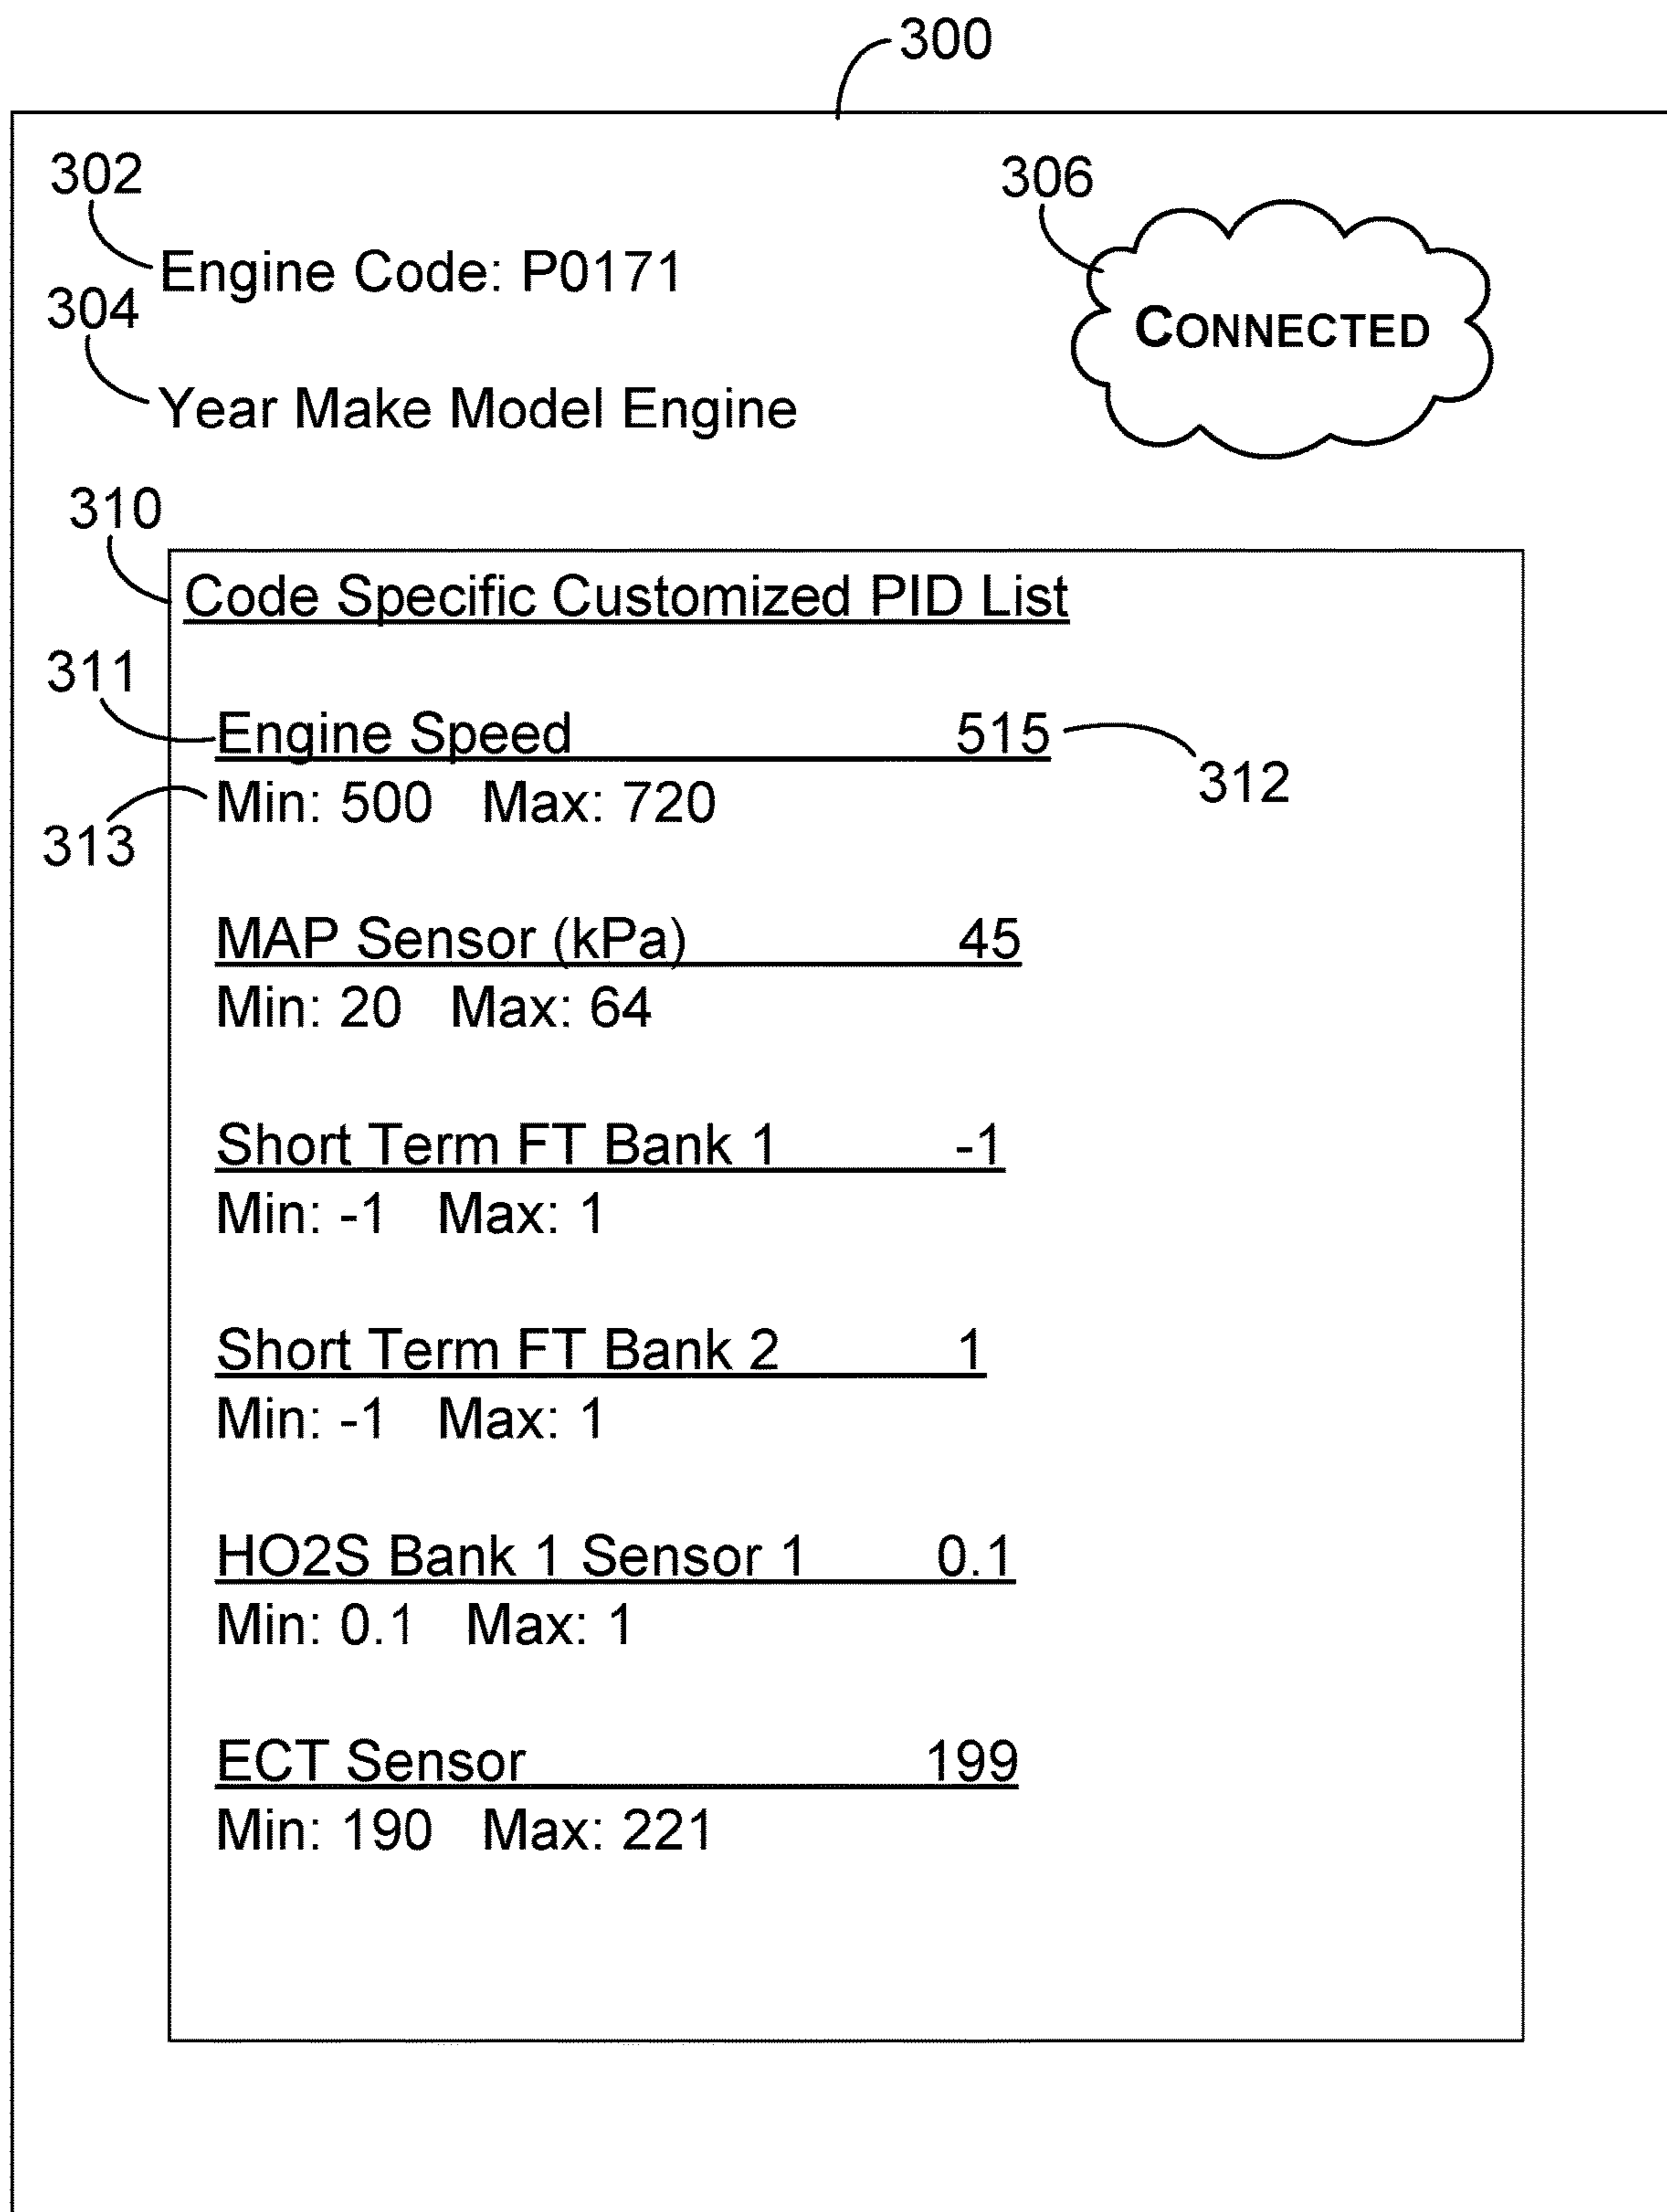 300
302
306
Engine Code: P0171
304
CONNECTED
Year Make Model Engine
310
Code Specific Customized PID List
311
Engine Speed 515
312
Min: 500 Max: 720
313
MAP Sensor (kPa) 45
Min: 20 Max: 64
Short Term FT Bank 1 -1
Min: -1 Max: 1
Short Term FT Bank 2 1
Min: -1 Max: 1
HO2S Bank 1 Sensor 1 0.1
Min: 0.1 Max: 1
ECT Sensor 199
Min: 190 Max: 221